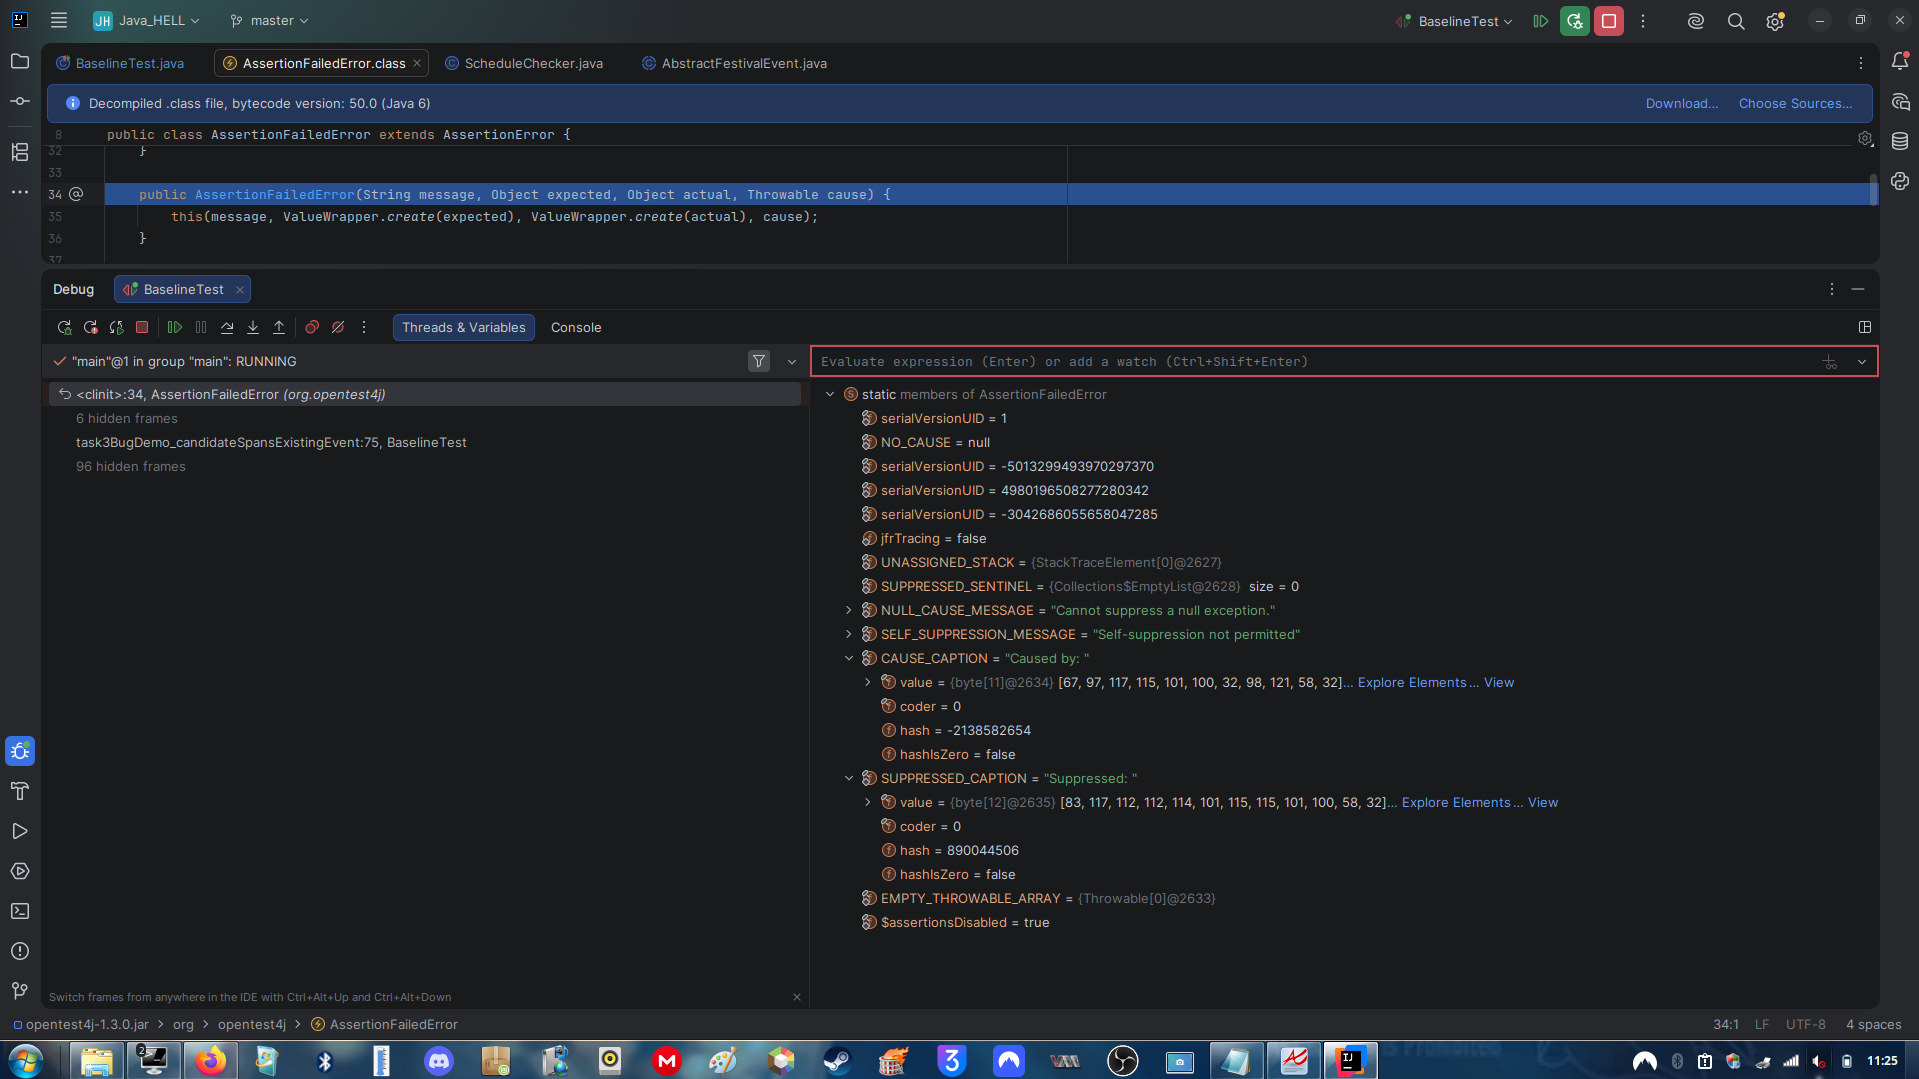 JH Java_HELL master BaselineTest
BaselineTest.java AssertionFailedError.class ScheduleChecker.java AbstractFestivalEvent.java
Decompiled .class file, bytecode version: 50.0 (Java 6) Download... Choose Sources...
8 public class AssertionFailedError extends AssertionError {
32 }
33
34 public AssertionFailedError(String message, Object expected, Object actual, Throwable cause) {
35 this(message, ValueWrapper.create(expected), ValueWrapper.create(actual), cause);
36 }
37
Debug BaselineTest
Threads & Variables Console
"main"@1 in group "main": RUNNING
<clinit>:34, AssertionFailedError (org.opentest4j)
6 hidden frames
task3BugDemo_candidateSpansExistingEvent:75, BaselineTest
96 hidden frames
Evaluate expression (Enter) or add a watch (Ctrl+Shift+Enter)
static members of AssertionFailedError
serialVersionUID = 1
NO_CAUSE = null
serialVersionUID = -5013299493970297370
serialVersionUID = 4980196508277280342
serialVersionUID = -3042686055658047285
jfrTracing = false
UNASSIGNED_STACK = {StackTraceElement[0]@2627}
SUPPRESSED_SENTINEL = {Collections$EmptyList@2628} size = 0
NULL_CAUSE_MESSAGE = "Cannot suppress a null exception."
SELF_SUPPRESSION_MESSAGE = "Self-suppression not permitted"
CAUSE_CAPTION = "Caused by: "
value = {byte[11]@2634} [67, 97, 117, 115, 101, 100, 32, 98, 121, 58, 32]... Explore Elements... View
coder = 0
hash = -2138582654
hashIsZero = false
SUPPRESSED_CAPTION = "Suppressed: "
value = {byte[12]@2635} [83, 117, 112, 112, 114, 101, 115, 115, 101, 100, 58, 32]... Explore Elements... View
coder = 0
hash = 890044506
hashIsZero = false
EMPTY_THROWABLE_ARRAY = {Throwable[0]@2633}
$assertionsDisabled = true
Switch frames from anywhere in the IDE with Ctrl+Alt+Up and Ctrl+Alt+Down
opentest4j-1.3.0.jar > org > opentest4j > AssertionFailedError 34:1 LF UTF-8 4 spaces
11:25